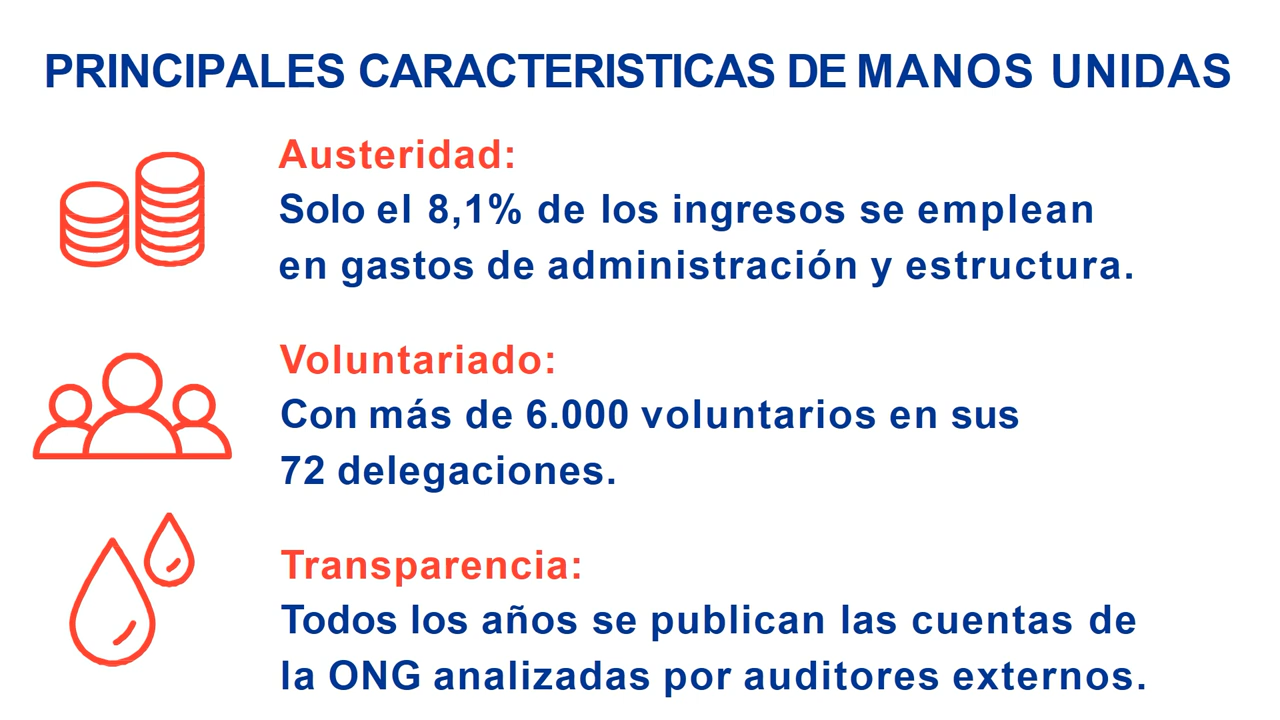 PRINCIPALES CARACTERISTICAS DE MANOS UNIDAS
Austeridad:
Solo el 8,1% de los ingresos se emplean
en gastos de administración y estructura.
Voluntariado:
Con más de 6.000 voluntarios en sus
72 delegaciones.
Transparencia:
Todos los años se publican las cuentas de
la ONG analizadas por auditores externos.